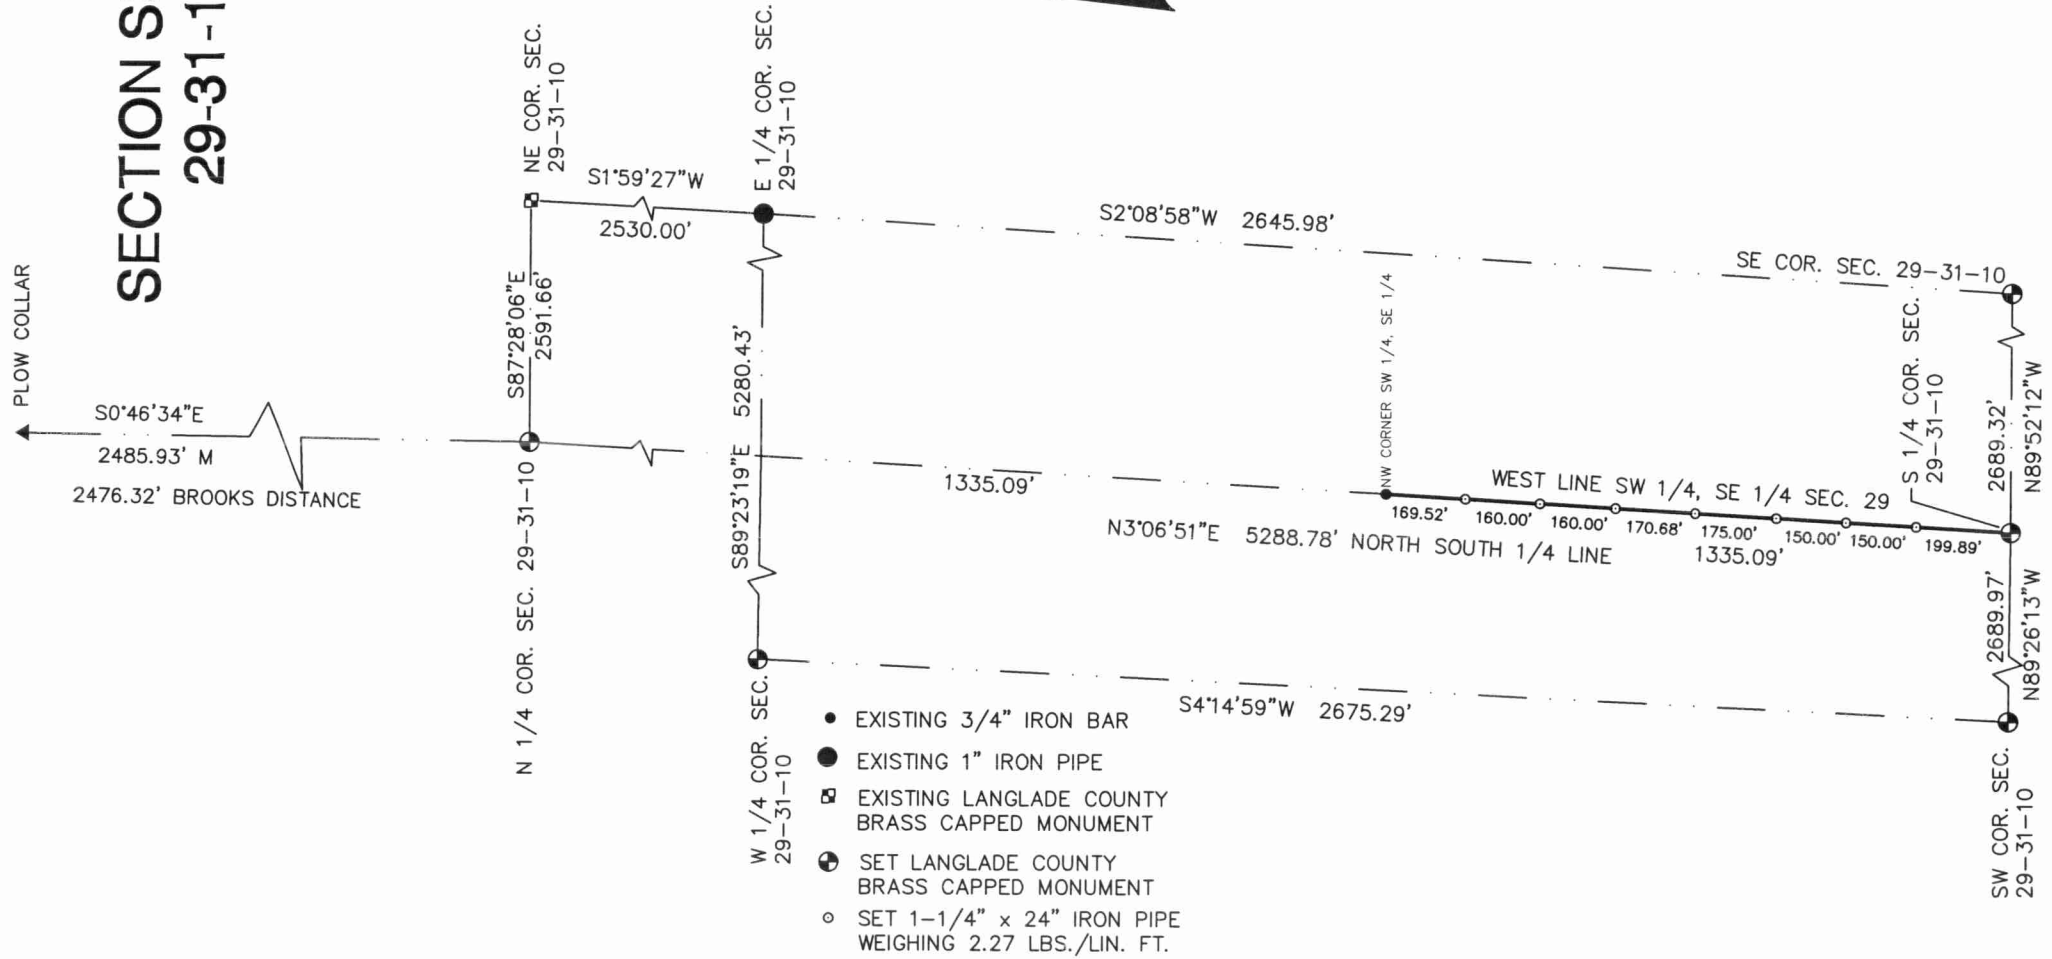 SECTION S
29-31-1
PLOW COLLAR
S0°46'34"E
2485.93' M
2476.32' BROOKS DISTANCE
NE COR. SEC.
29-31-10
E 1/4 COR. SEC.
29-31-10
S1°59'27"W
2530.00'
S87°28'06"E
2591.66'
N 1/4 COR. SEC. 29-31-10
S89°23'19"E 5280.43'
S2°08'58"W 2645.98'
SE COR. SEC. 29-31-10
NW CORNER SW 1/4, SE 1/4
S 1/4 COR. SEC.
29-31-10
2689.32'
N89°52'12"W
1335.09'
WEST LINE SW 1/4, SE 1/4 SEC. 29
169.52'
160.00'
160.00'
170.68'
175.00'
150.00'
150.00'
199.89'
N3°06'51"E 5288.78' NORTH SOUTH 1/4 LINE
1335.09'
2689.97'
N89°26'13"W
W 1/4 COR. SEC.
29-31-10
S4°14'59"W 2675.29'
SW COR. SEC.
29-31-10
EXISTING 3/4" IRON BAR
EXISTING 1" IRON PIPE
EXISTING LANGLADE COUNTY
BRASS CAPPED MONUMENT
SET LANGLADE COUNTY
BRASS CAPPED MONUMENT
SET 1-1/4" x 24" IRON PIPE
WEIGHING 2.27 LBS./LIN. FT.